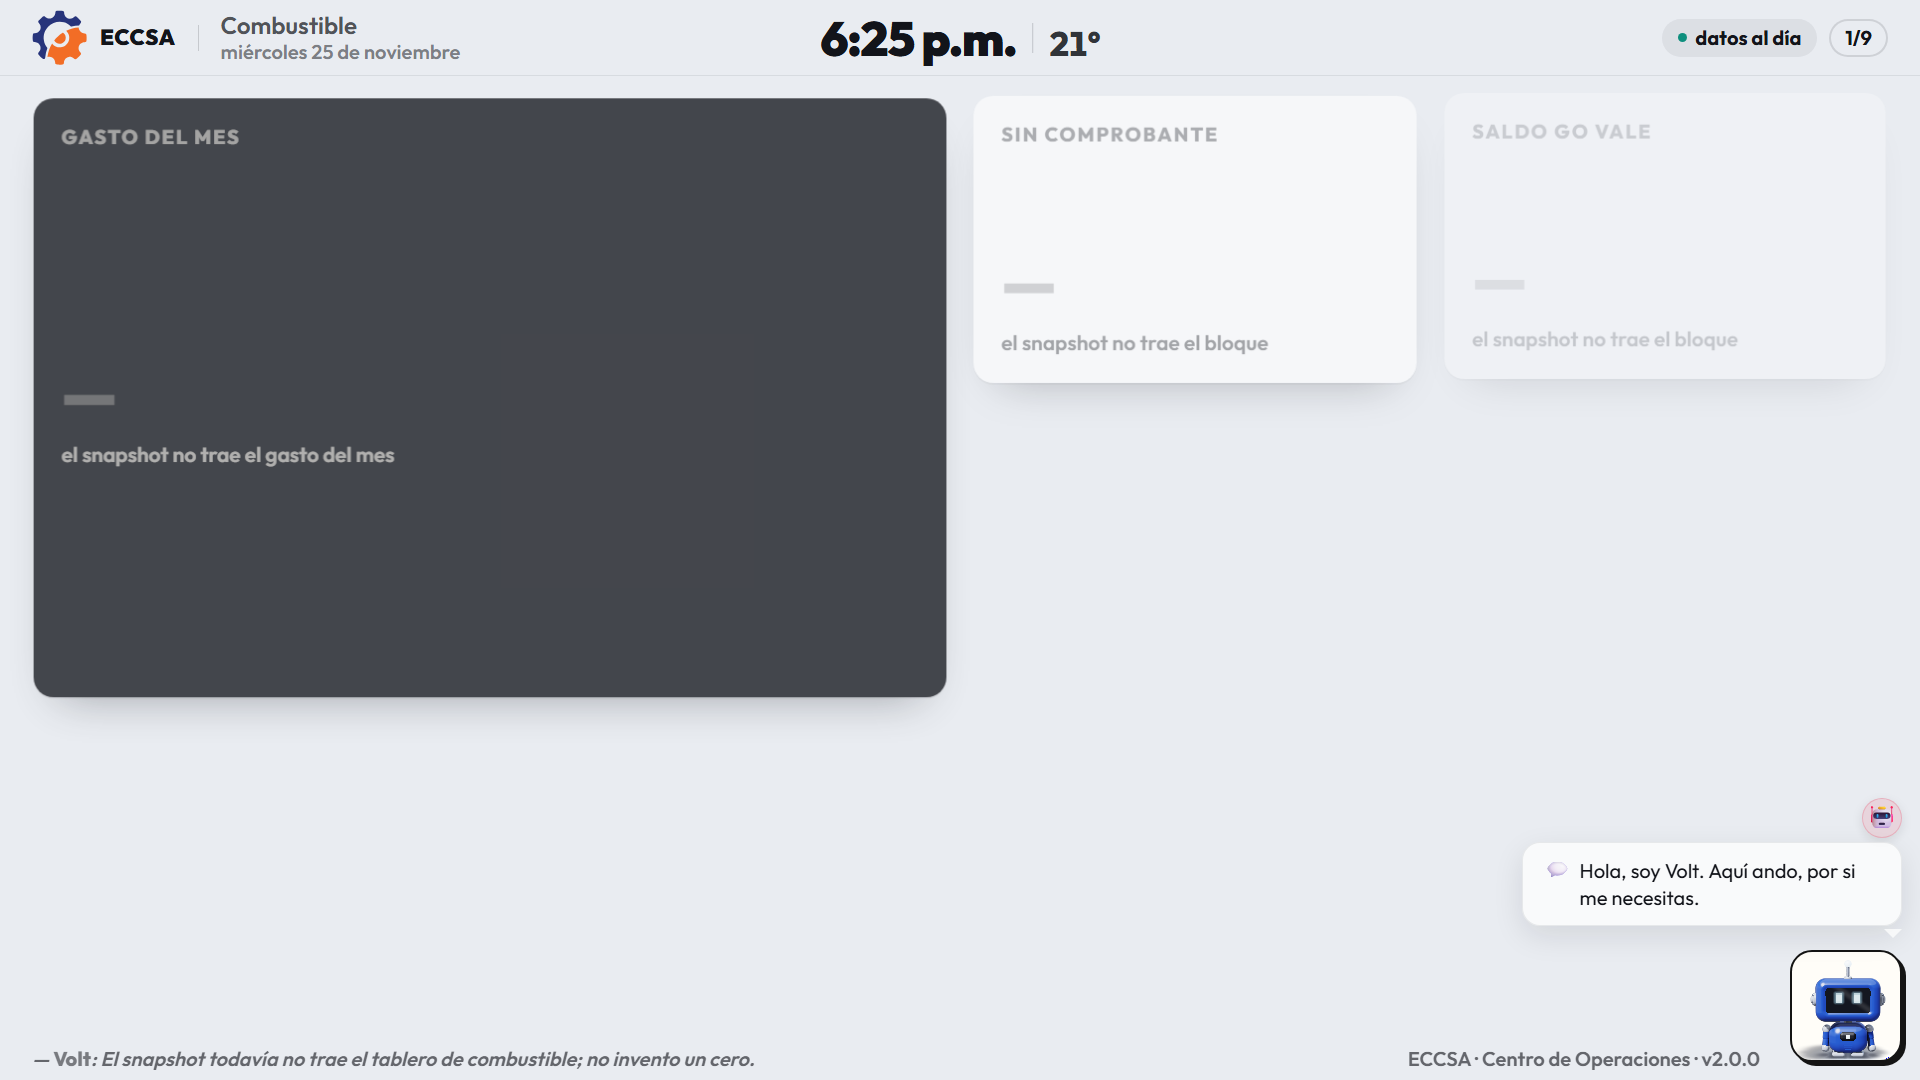 ECCSA
Combustible
miércoles 25 de noviembre
6:25 p.m.
21°
datos al día
1/9
GASTO DEL MES
—
el snapshot no trae el gasto del mes
SIN COMPROBANTE
—
el snapshot no trae el bloque
SALDO GO VALE
—
el snapshot no trae el bloque
Hola, soy Volt. Aquí ando, por si
me necesitas.
— Volt: El snapshot todavía no trae el tablero de combustible; no invento un cero.
ECCSA · Centro de Operaciones · v2.0.0